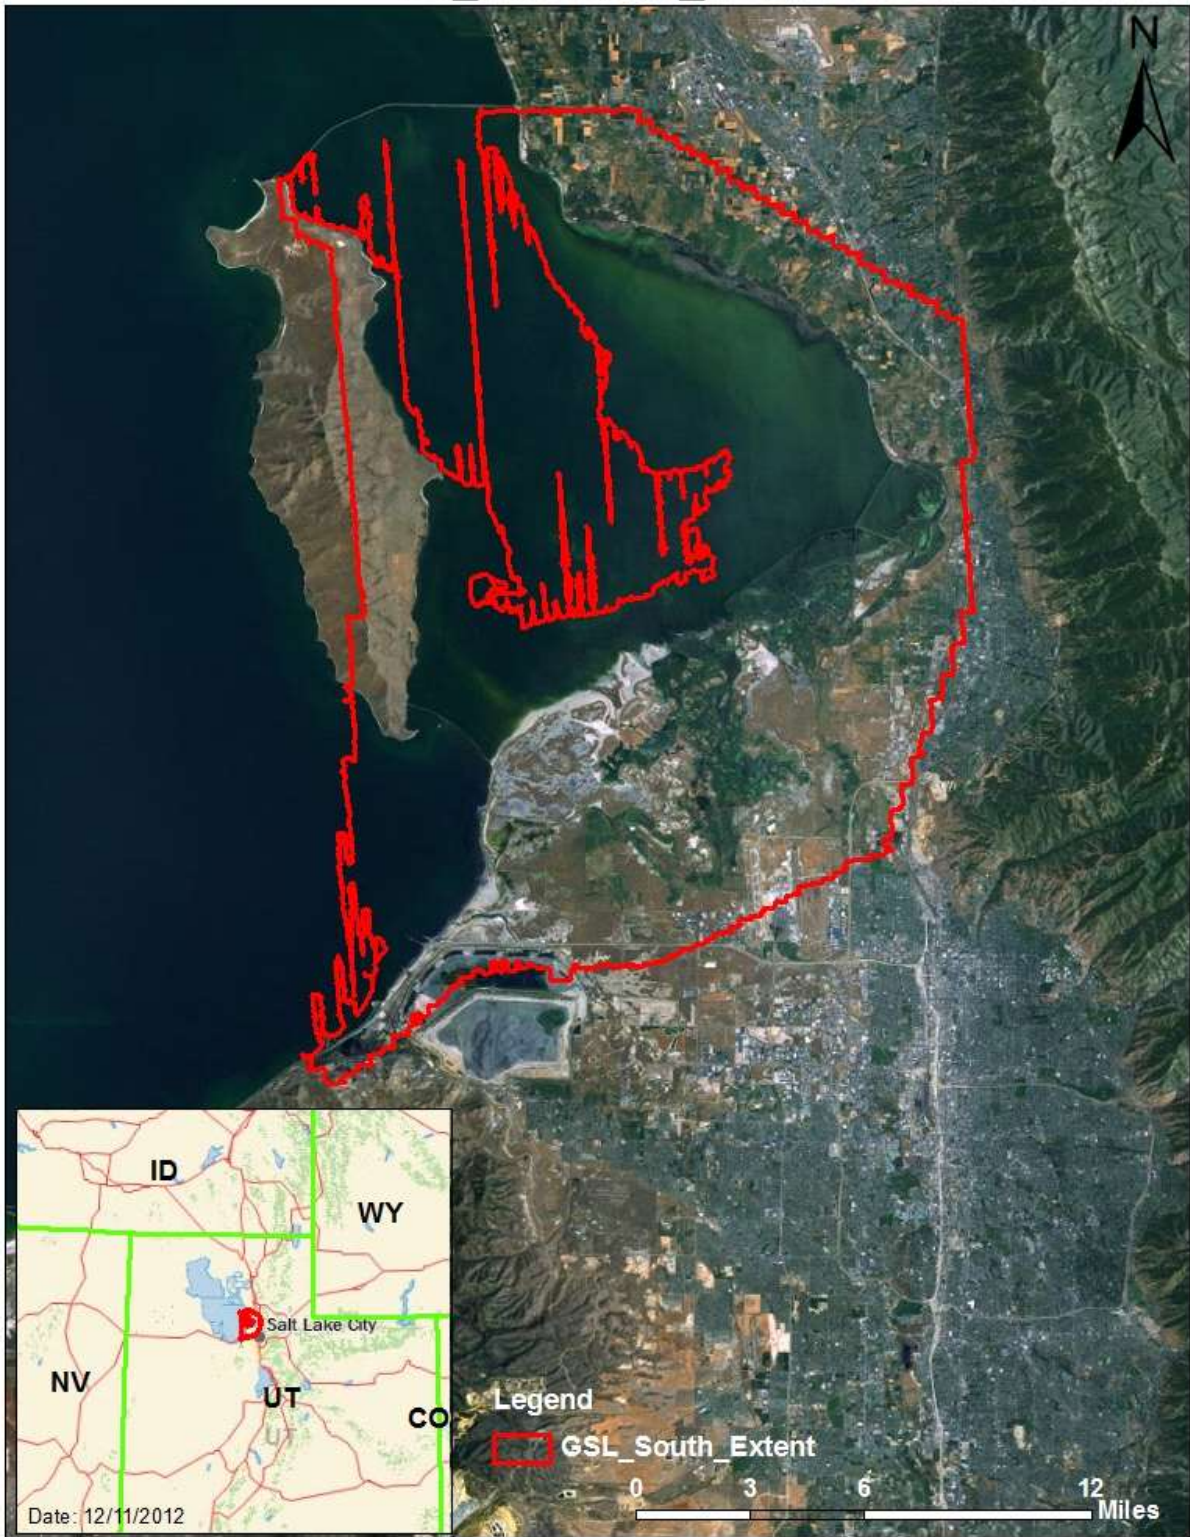 N
ID
WY
Salt Lake City
NV
UT
UT
CO
Date: 12/11/2012
Legend
GSL_South_Extent
0 3 6 12
Miles